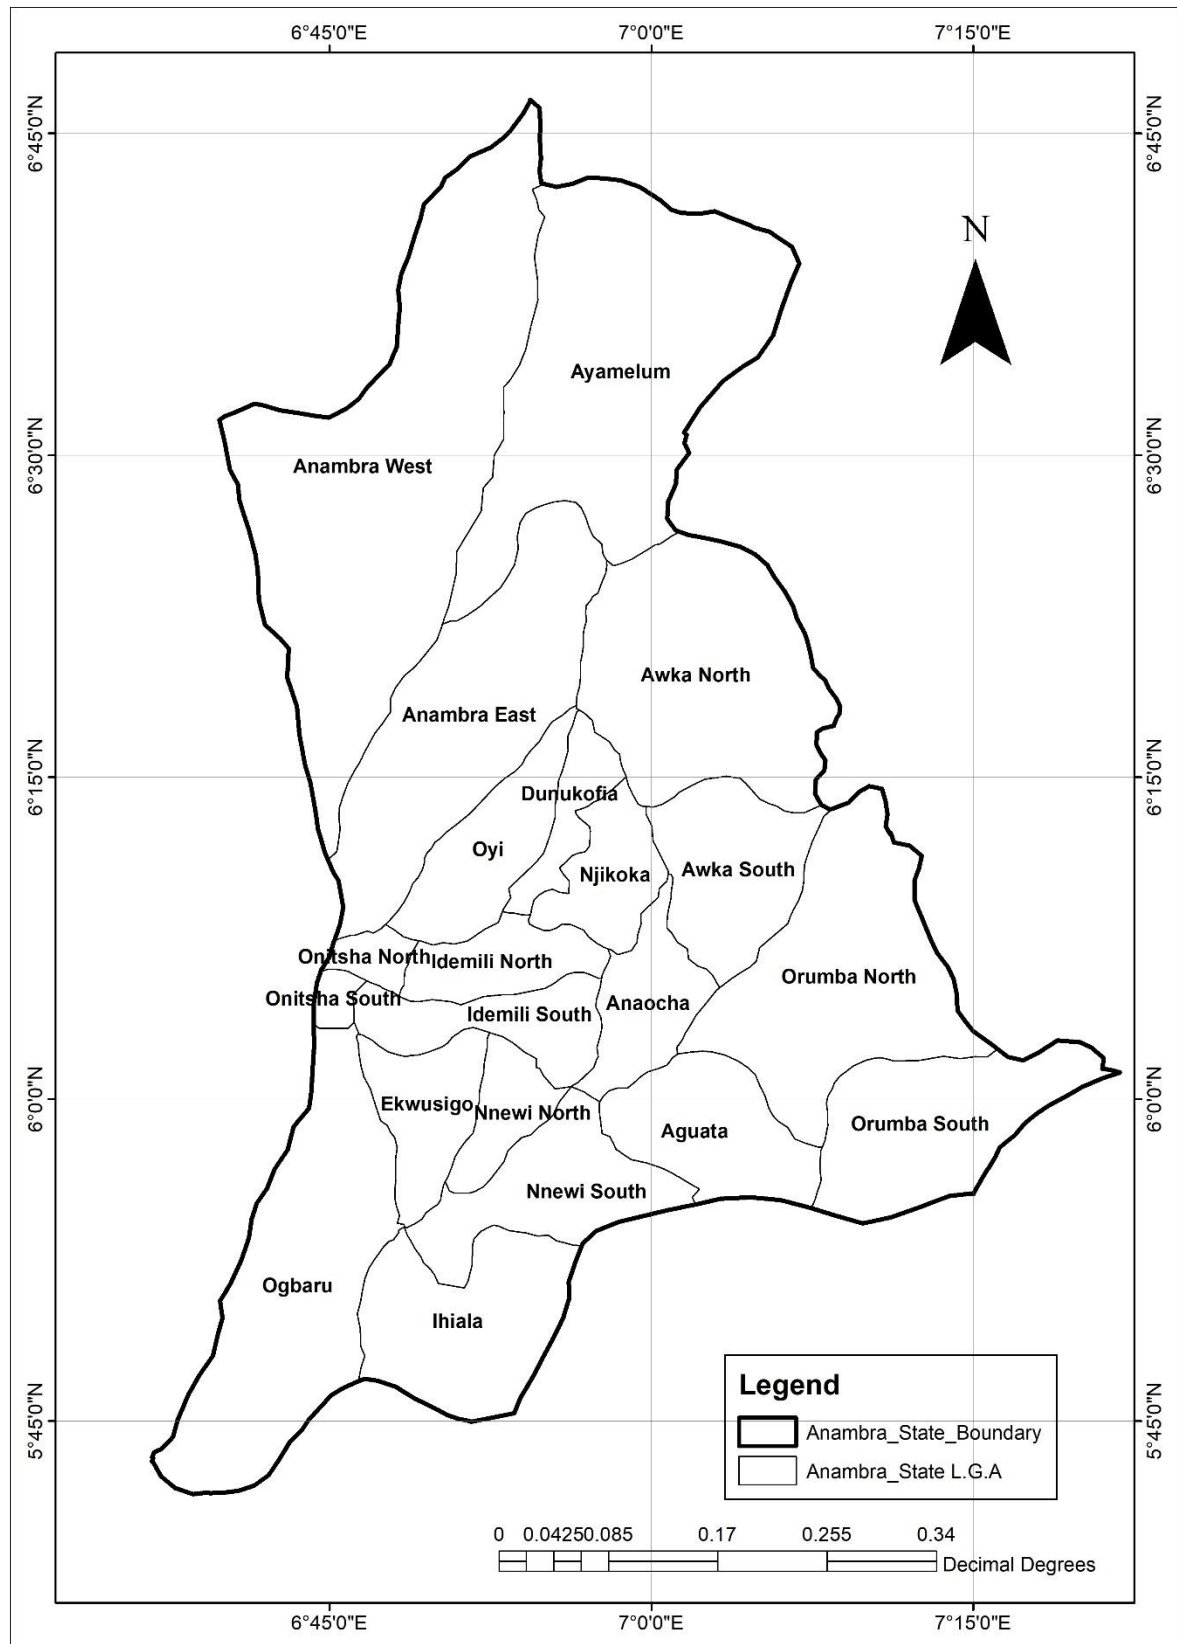 6°45'0"E
7°0'0"E
7°15'0"E
6°45'0"N
6°45'0"N
N
Ayamelum
Anambra West
6°30'0"N
6°30'0"N
Awka North
Anambra East
6°15'0"N
6°15'0"N
Dunukofia
Oyi
Njikoka
Awka South
Onitsha North
Idemili North
Orumba North
Onitsha South
Idemili South
Anaocha
6°0'0"N
6°0'0"N
Ekwusigo
Nnewi North
Aguata
Orumba South
Nnewi South
Ogbaru
Ihiala
5°45'0"N
5°45'0"N
Legend
Anambra_State_Boundary
Anambra_State L.G.A
0 0.04250.085 0.17 0.255 0.34
Decimal Degrees
6°45'0"E
7°0'0"E
7°15'0"E